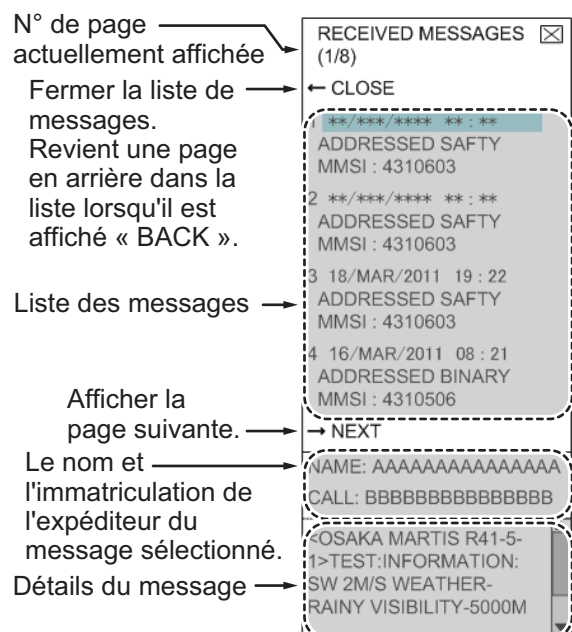 N° de page
actuellement affichée
Fermer la liste de
messages.
Revient une page
en arrière dans la
liste lorsqu'il est
affiché « BACK ».
Liste des messages
Afficher la
page suivante.
Le nom et
l'immatriculation de
l'expéditeur du
message sélectionné.
Détails du message
RECEIVED MESSAGES
(1/8)
← CLOSE
1 **/***/**** ** : **
ADDRESSED SAFTY
MMSI : 4310603
2 **/***/**** ** : **
ADDRESSED SAFTY
MMSI : 4310603
3 18/MAR/2011 19 : 22
ADDRESSED SAFTY
MMSI : 4310603
4 16/MAR/2011 08 : 21
ADDRESSED BINARY
MMSI : 4310506
→ NEXT
NAME: AAAAAAAAAAAAAAA
CALL: BBBBBBBBBBBBBBB
<OSAKA MARTIS R41-5-
1>TEST:INFORMATION:
SW 2M/S WEATHER-
RAINY VISIBILITY-5000M